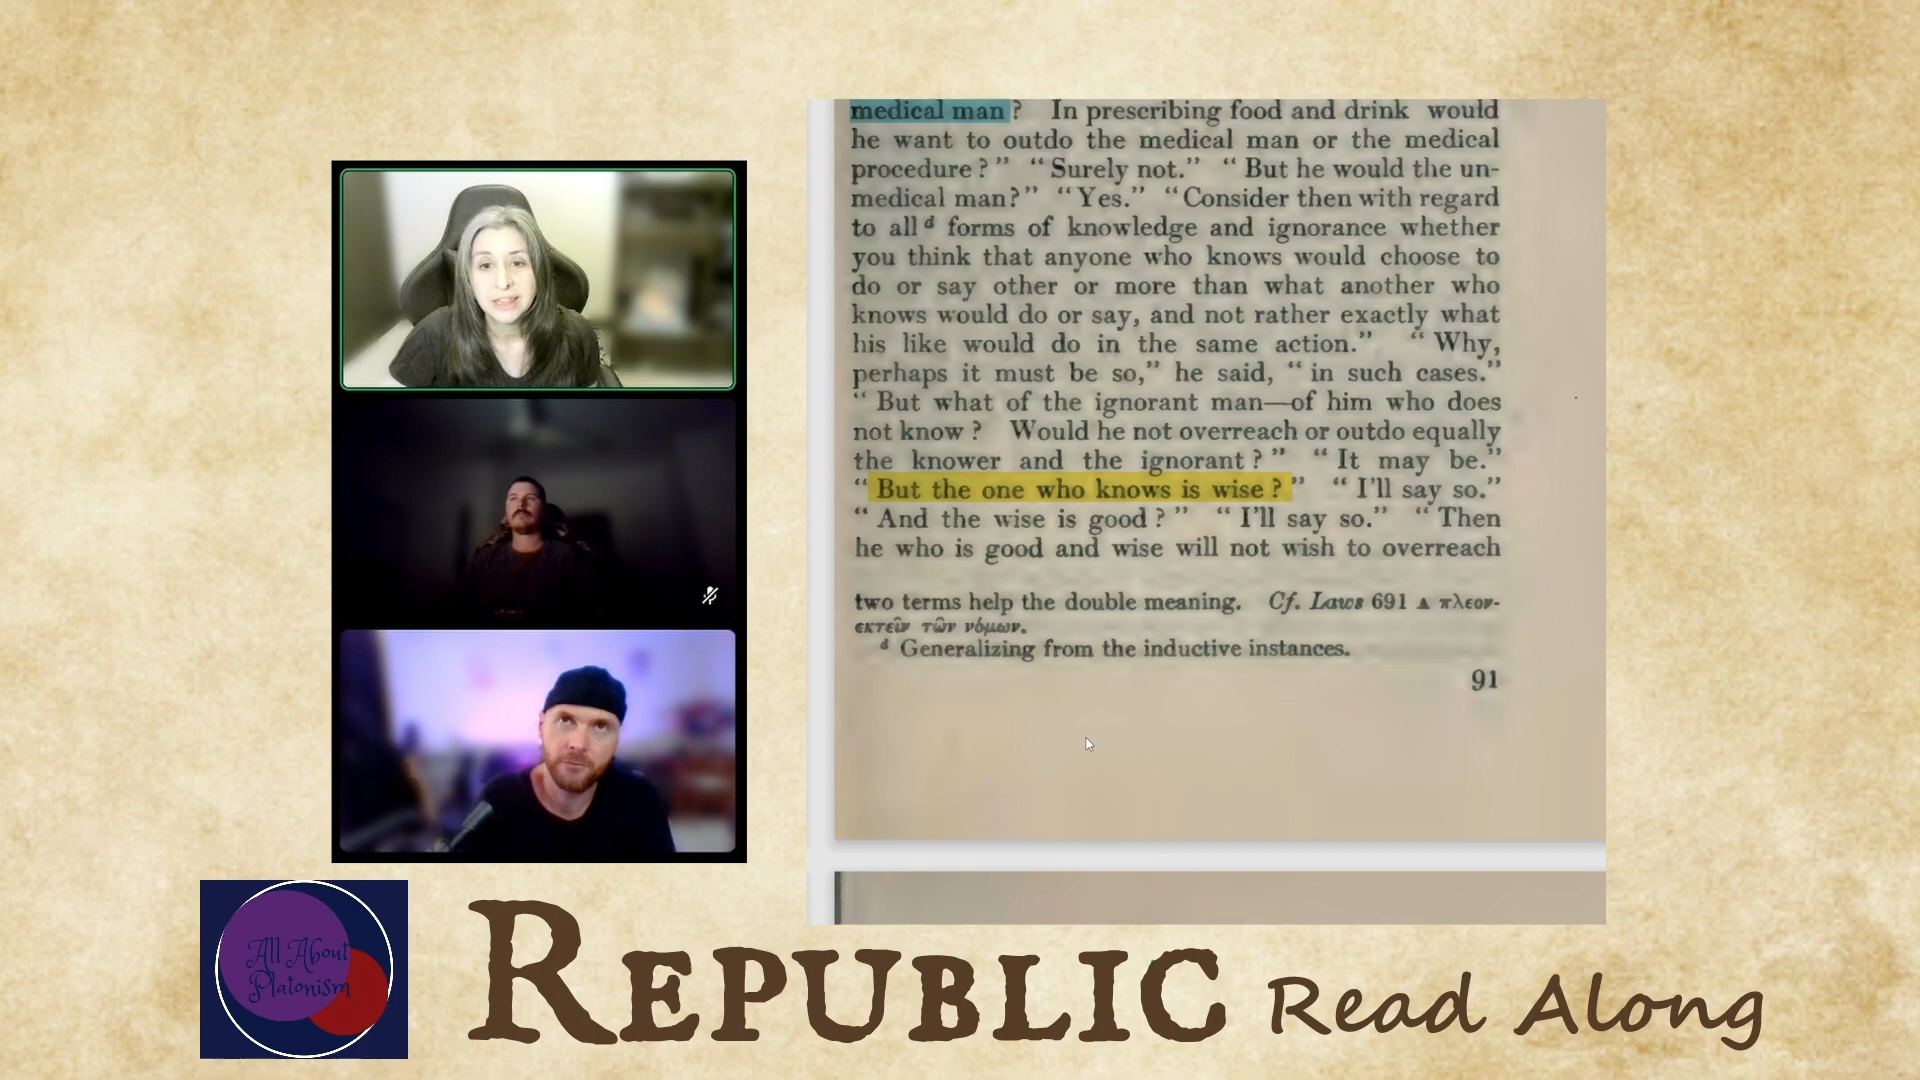 medical man? In prescribing food and drink would
he want to outdo the medical man or the medical
procedure?” “Surely not.” “But he would the un-
medical man?” “Yes.” “Consider then with regard
to all d forms of knowledge and ignorance whether
you think that anyone who knows would choose to
do or say other or more than what another who
knows would do or say, and not rather exactly what
his like would do in the same action.” “Why,
perhaps it must be so,” he said, “in such cases.”
“But what of the ignorant man—of him who does
not know? Would he not overreach or outdo equally
the knower and the ignorant?” “It may be.”
“But the one who knows is wise?” “I'll say so.”
“And the wise is good?” “I'll say so.” “Then
he who is good and wise will not wish to overreach
two terms help the double meaning. Cf. Laws 691 A πλεον-
εκτεῖν τῶν νόμων.
d Generalizing from the inductive instances.
91
All About
Platonism
REPUBLIC Read Along